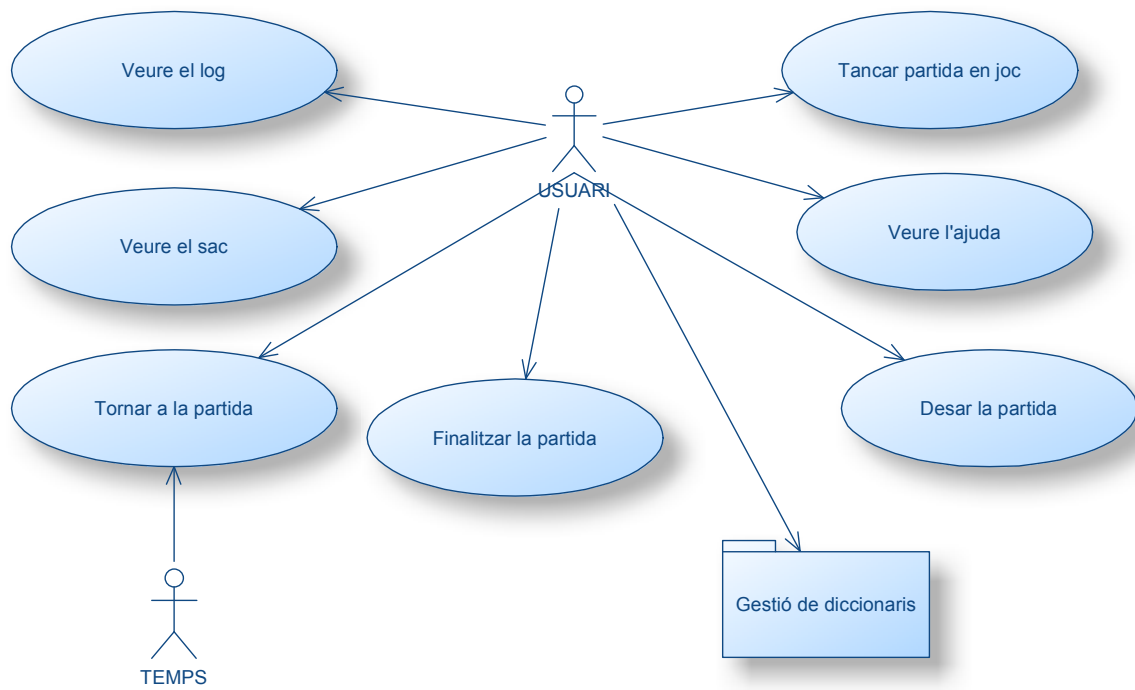 Veure el log
Tancar partida en joc
USUARI
Veure el sac
Veure l'ajuda
Tornar a la partida
Finalitzar la partida
Desar la partida
Gestió de diccionaris
TEMPS